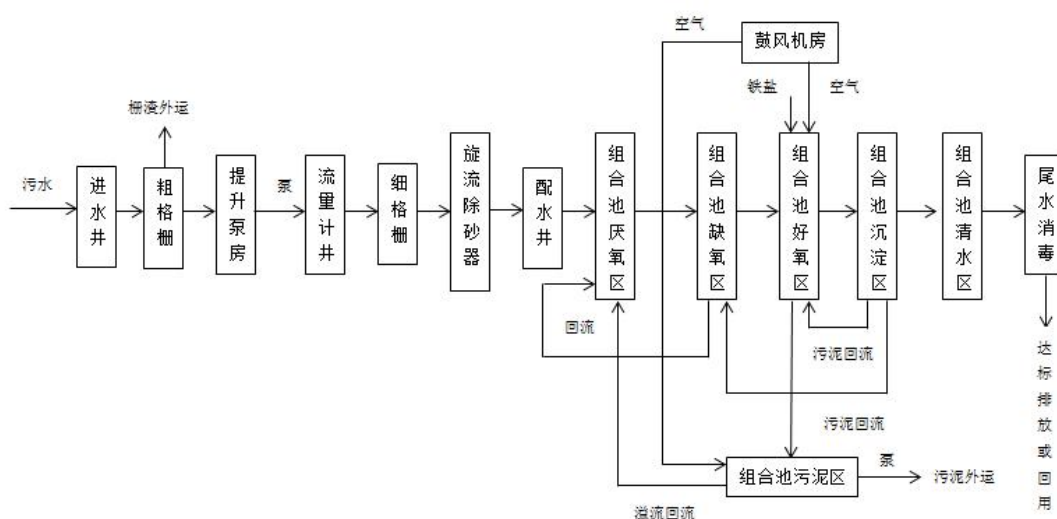 空气
鼓风机房
铁盐
空气
栅渣外运
污水
进水井
粗格栅
提升泵房
泵
流量计井
细格栅
旋流除砂器
配水井
组合池厌氧区
组合池缺氧区
组合池好氧区
组合池沉淀区
组合池清水区
尾水消毒
回流
污泥回流
污泥回流
达标排放或回用
组合池污泥区
泵
污泥外运
溢流回流